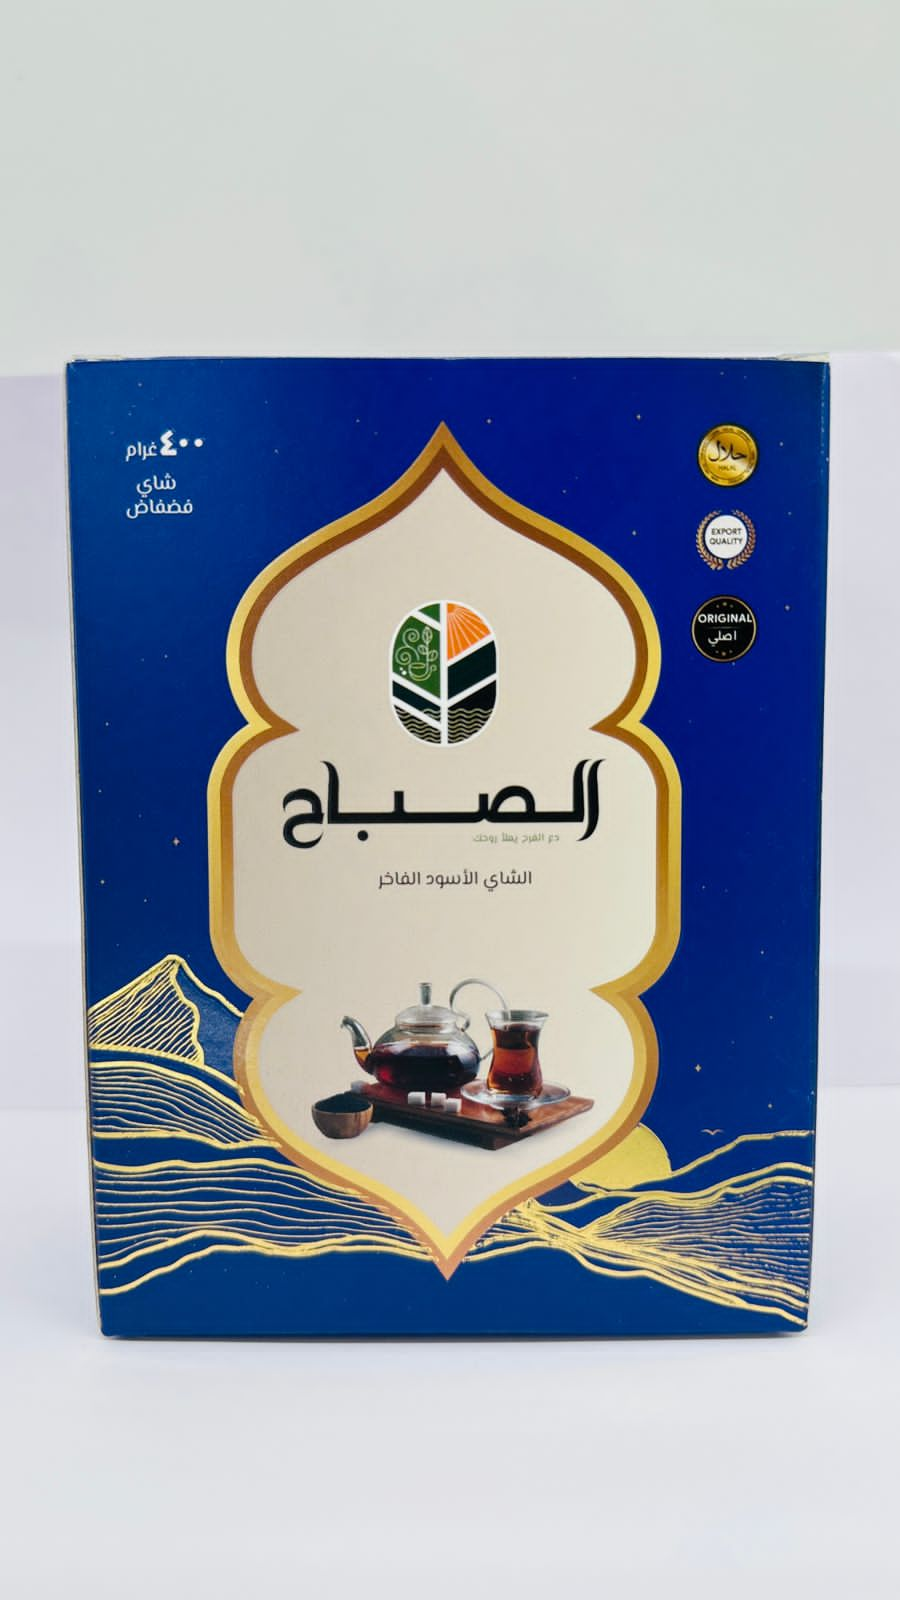 ٤٠٠ غرام
شاي
فضفاض
حلال
HALAL
EXPORT
QUALITY
ORIGINAL
اصلي
الصباح
دع الفرح يملأ روحك
الشاي الأسود الفاخر